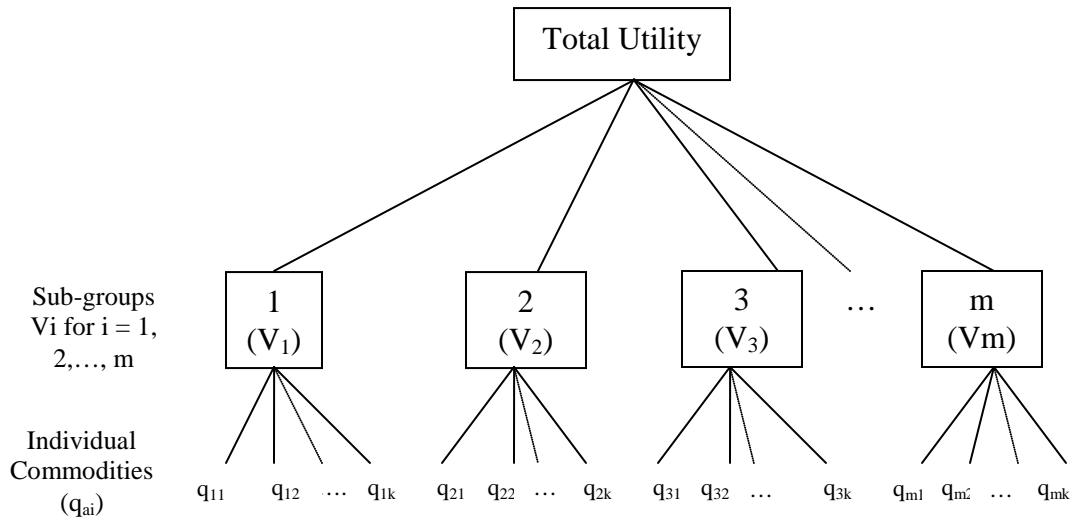 Total Utility
Sub-groups
Vi for i = 1,
2,…, m
1
(V₁)
2
(V₂)
3
(V₃)
…
m
(Vm)
Individual
Commodities
(qₐᵢ)
q₁₁ q₁₂ … q₁ₖ q₂₁ q₂₂ … q₂ₖ q₃₁ q₃₂ … q₃ₖ qₘ₁ qₘ₂ … qₘₖ